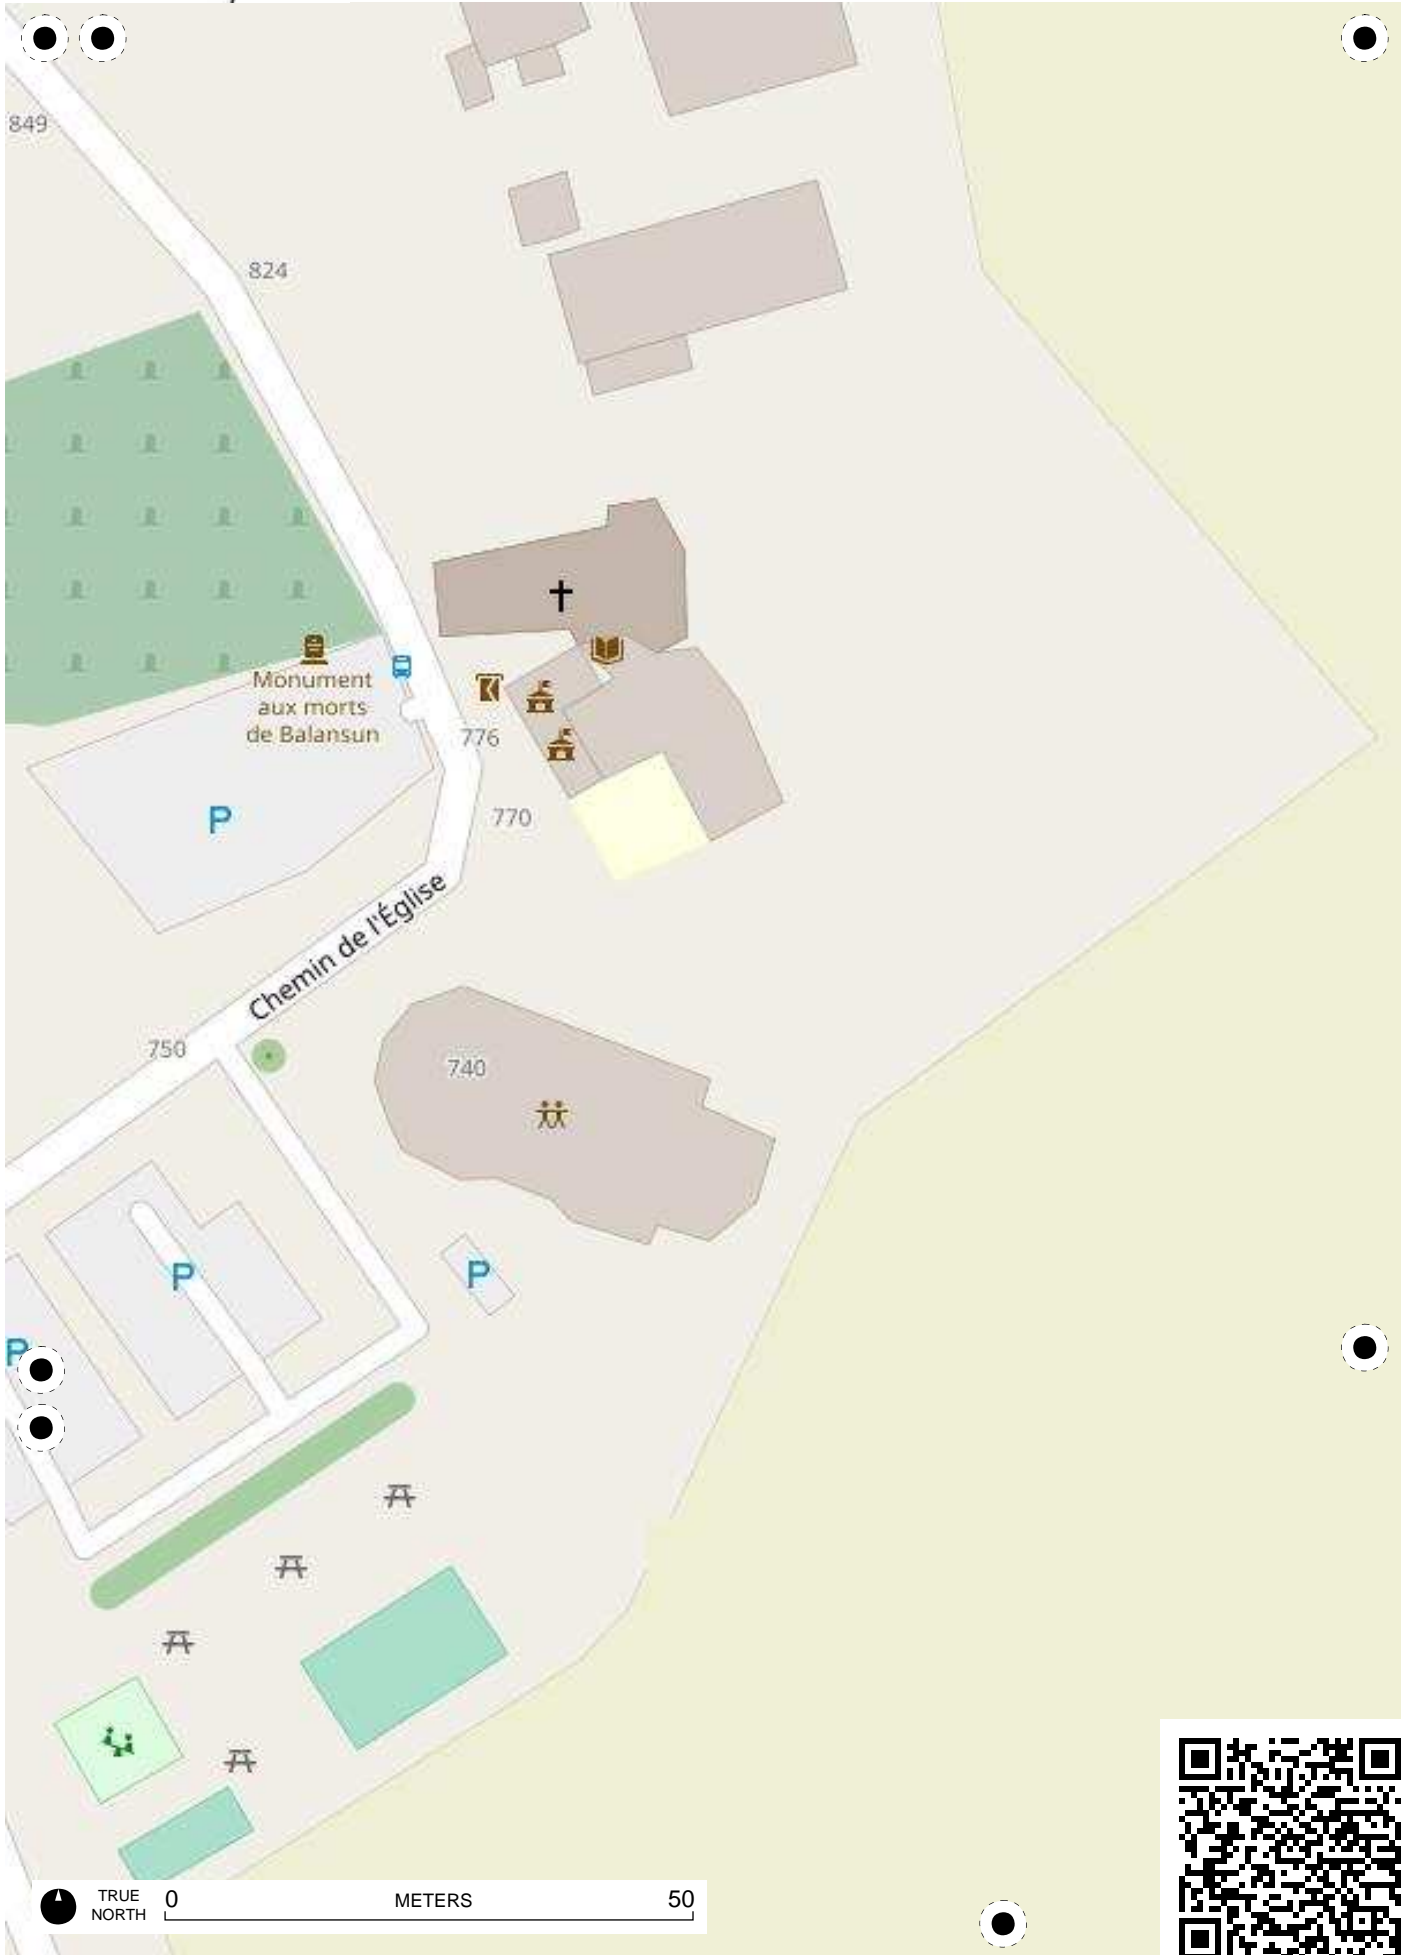 849
824
Monument
aux morts
de Balansun
776
P
770
Chemin de l'Église
750
740
P
P
P
TRUE
NORTH
0
METERS
50